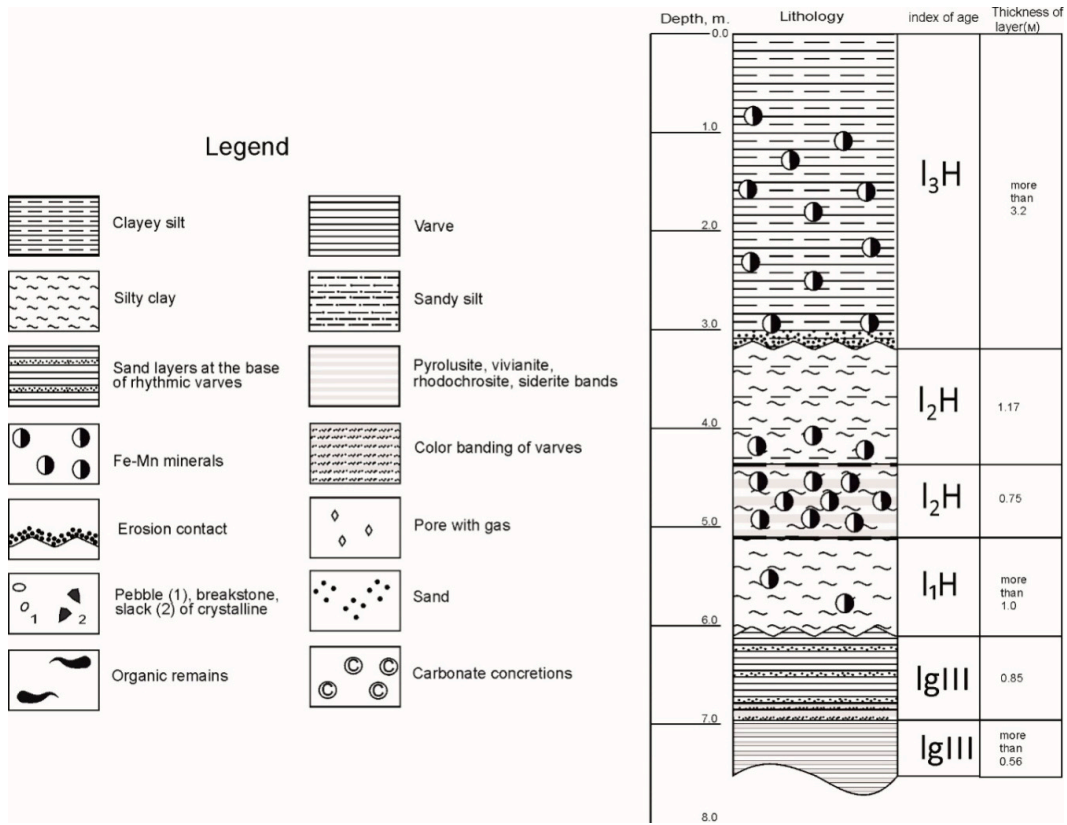 Depth, m.
Lithology
index of age
Thickness of
layer(м)
Legend
Clayey silt
Varve
Silty clay
Sandy silt
Sand layers at the base
of rhythmic varves
Pyrolusite, vivianite,
rhodochrosite, siderite bands
Fe-Mn minerals
Color banding of varves
Erosion contact
Pore with gas
1
2
Pebble (1), breakstone,
slack (2) of crystalline
Sand
Organic remains
C C
C C
Carbonate concretions
0.0
1.0
2.0
3.0
4.0
5.0
6.0
7.0
8.0
l₃H
more
than
3.2
l₂H
1.17
l₂H
0.75
l₁H
more
than
1.0
lgIII
0.85
lgIII
more
than
0.56